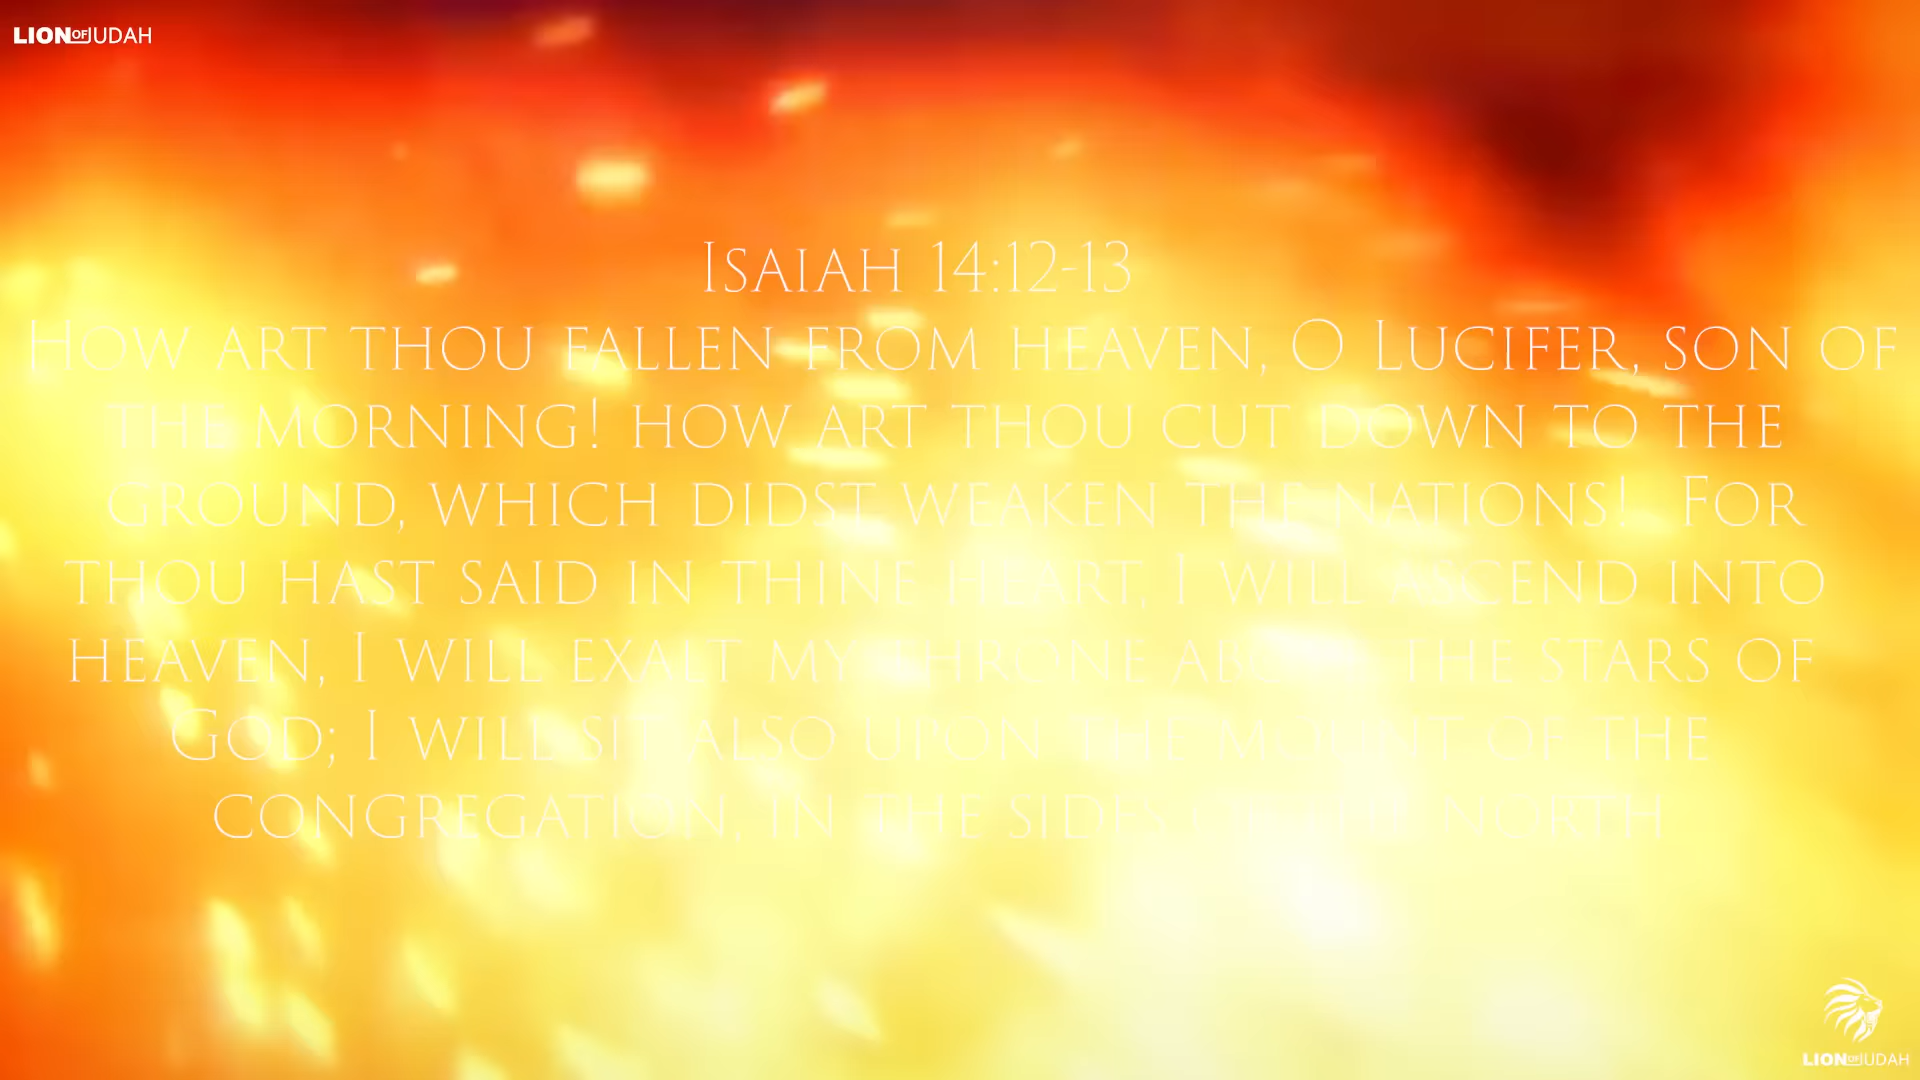 LION OF JUDAH
Isaiah 14:12-13
How art thou fallen from heaven, O Lucifer, son of
the morning! how art thou cut down to the
ground, which didst weaken the nations! For
thou hast said in thine heart, I will ascend into
heaven, I will exalt my throne above the stars of
God; I will sit also upon the mount of the
congregation, in the sides of the north
LION OF JUDAH